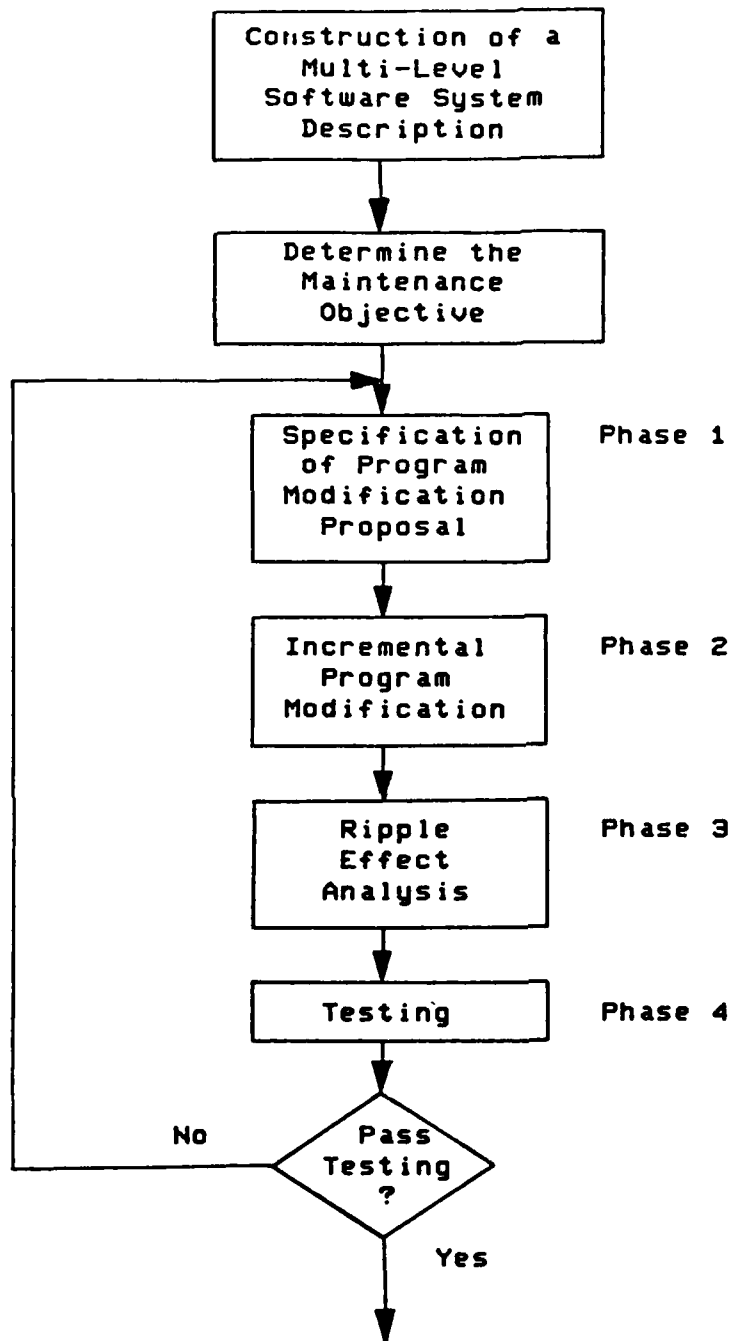 Construction of a
Multi-Level
Software System
Description
Determine the
Maintenance
Objective
Specification
of Program
Modification
Proposal
Phase 1
Incremental
Program
Modification
Phase 2
Ripple
Effect
Analysis
Phase 3
Testing
Phase 4
Pass
Testing
?
No
Yes